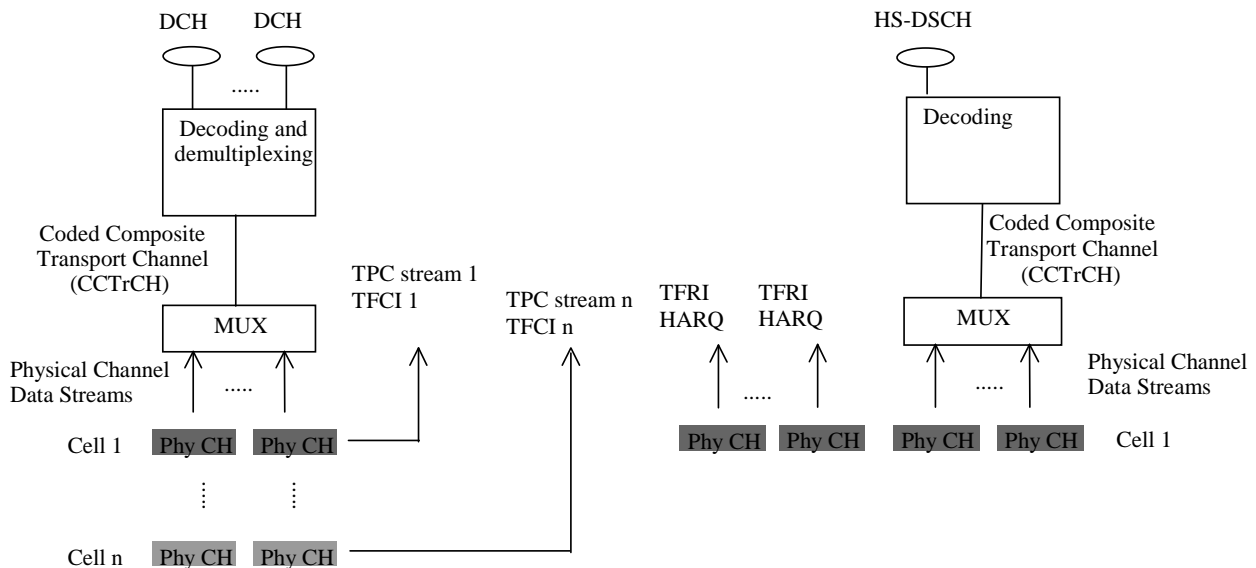 DCH DCH
HS-DSCH
.....
Decoding and
demultiplexing
Decoding
Coded Composite
Transport Channel
(CCTrCH)
Coded Composite
Transport Channel
(CCTrCH)
TPC stream 1
TFCI 1
TPC stream n
TFCI n
TFRI
HARQ
TFRI
HARQ
MUX
MUX
Physical Channel
Data Streams
.....
.....
.....
Physical Channel
Data Streams
Cell 1 Phy CH Phy CH
Phy CH Phy CH Phy CH Phy CH Cell 1
Cell n Phy CH Phy CH